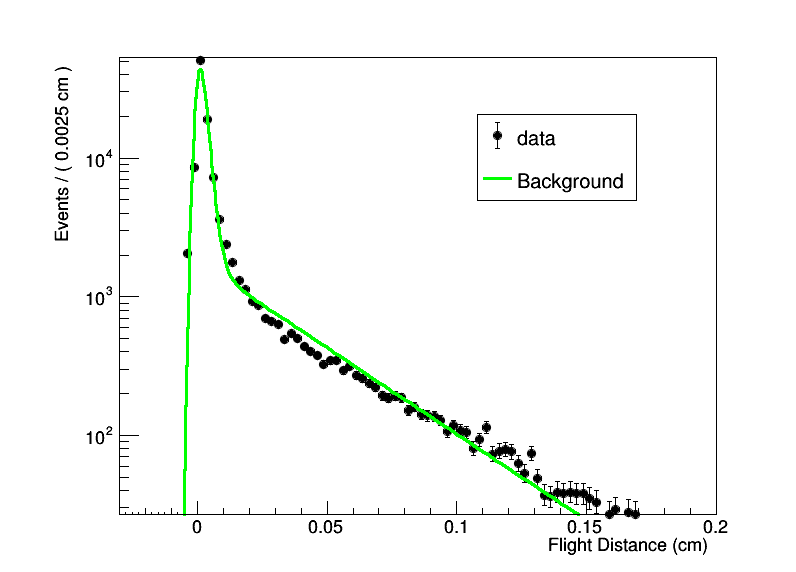 Events / ( 0.0025 cm )
10^4
10^3
10^2
data
Background
0
0.05
0.1
0.15
0.2
Flight Distance (cm)